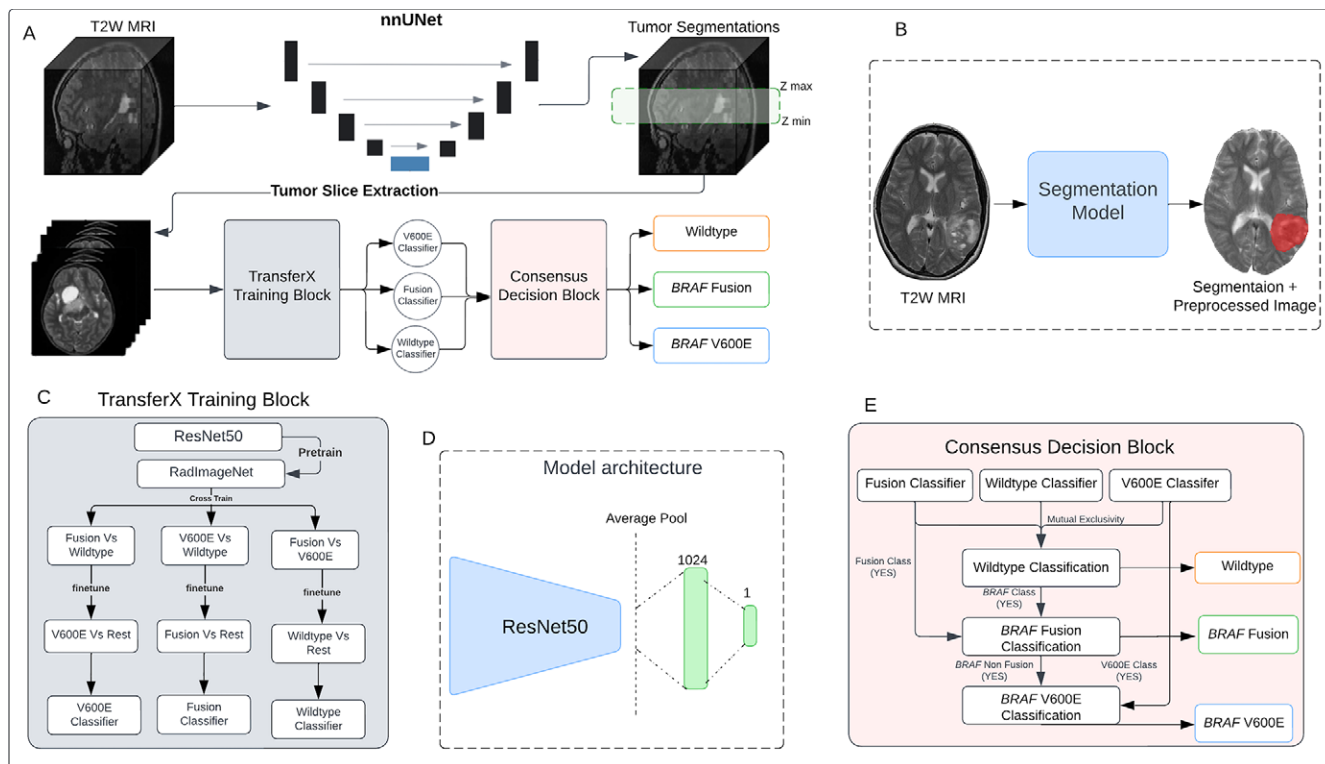 A
T2W MRI
nnUNet
Tumor Segmentations
Z max
Z min
Tumor Slice Extraction
TransferX
Training Block
V600E
Classifier
Fusion
Classifier
Wildtype
Classifier
Consensus
Decision Block
Wildtype
BRAF Fusion
BRAF V600E
B
T2W MRI
Segmentation
Model
Segmentaion +
Preprocessed Image
C
TransferX Training Block
ResNet50
Pretrain
RadImageNet
Cross Train
Fusion Vs
Wildtype
V600E Vs
Wildtype
Fusion Vs
V600E
finetune
finetune
finetune
V600E Vs Rest
Fusion Vs Rest
Wildtype Vs
Rest
V600E
Classifier
Fusion
Classifier
Wildtype
Classifier
D
Model architecture
Average Pool
1024
1
ResNet50
E
Consensus Decision Block
Fusion Classifier
Wildtype Classifier
V600E Classifer
Mutual Exclusivity
Fusion Class
(YES)
Wildtype Classification
Wildtype
BRAF Class
(YES)
BRAF Fusion
Classification
BRAF Fusion
BRAF Non Fusion
(YES)
V600E Class
(YES)
BRAF V600E
Classification
BRAF V600E